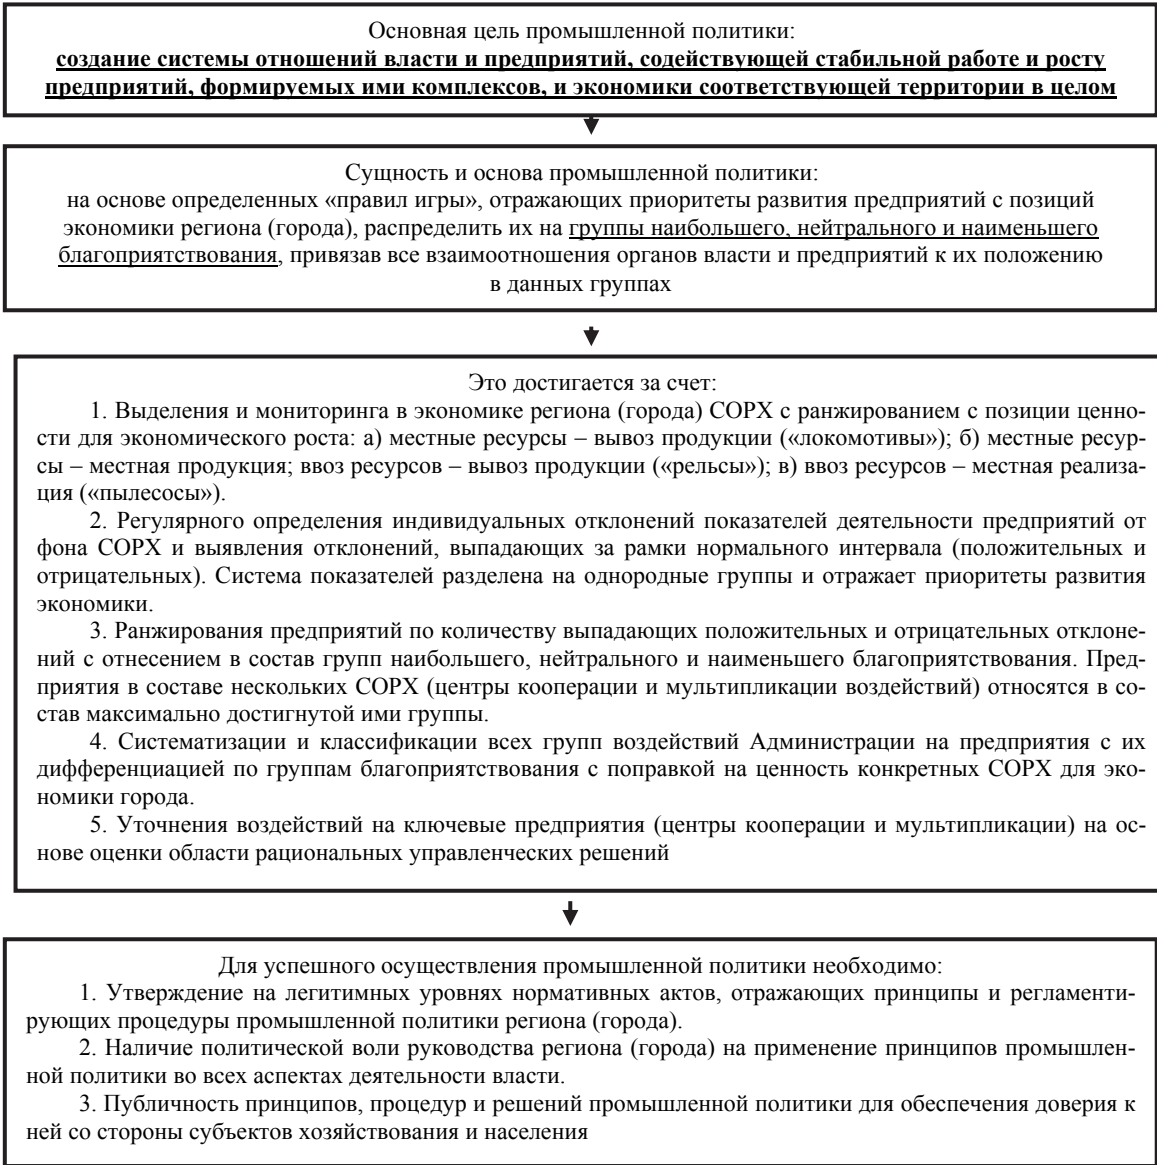 Основная цель промышленной политики:
создание системы отношений власти и предприятий, содействующей стабильной работе и росту
предприятий, формируемых ими комплексов, и экономики соответствующей территории в целом
Сущность и основа промышленной политики:
на основе определенных «правил игры», отражающих приоритеты развития предприятий с позиций
экономики региона (города), распределить их на группы наибольшего, нейтрального и наименьшего
благоприятствования, привязав все взаимоотношения органов власти и предприятий к их положению
в данных группах
Это достигается за счет:
1. Выделения и мониторинга в экономике региона (города) СОРХ с ранжированием с позиции ценно-
сти для экономического роста: а) местные ресурсы – вывоз продукции («локомотивы»); б) местные ресур-
сы – местная продукция; ввоз ресурсов – вывоз продукции («рельсы»); в) ввоз ресурсов – местная реализа-
ция («пылесосы»).
2. Регулярного определения индивидуальных отклонений показателей деятельности предприятий от
фона СОРХ и выявления отклонений, выпадающих за рамки нормального интервала (положительных и
отрицательных). Система показателей разделена на однородные группы и отражает приоритеты развития
экономики.
3. Ранжирования предприятий по количеству выпадающих положительных и отрицательных отклоне-
ний с отнесением в состав групп наибольшего, нейтрального и наименьшего благоприятствования. Пред-
приятия в составе нескольких СОРХ (центры кооперации и мультипликации воздействий) относятся в со-
став максимально достигнутой ими группы.
4. Систематизации и классификации всех групп воздействий Администрации на предприятия с их
дифференциацией по группам благоприятствования с поправкой на ценность конкретных СОРХ для эко-
номики города.
5. Уточнения воздействий на ключевые предприятия (центры кооперации и мультипликации) на ос-
нове оценки области рациональных управленческих решений
Для успешного осуществления промышленной политики необходимо:
1. Утверждение на легитимных уровнях нормативных актов, отражающих принципы и регламенти-
рующих процедуры промышленной политики региона (города).
2. Наличие политической воли руководства региона (города) на применение принципов промышлен-
ной политики во всех аспектах деятельности власти.
3. Публичность принципов, процедур и решений промышленной политики для обеспечения доверия к
ней со стороны субъектов хозяйствования и населения